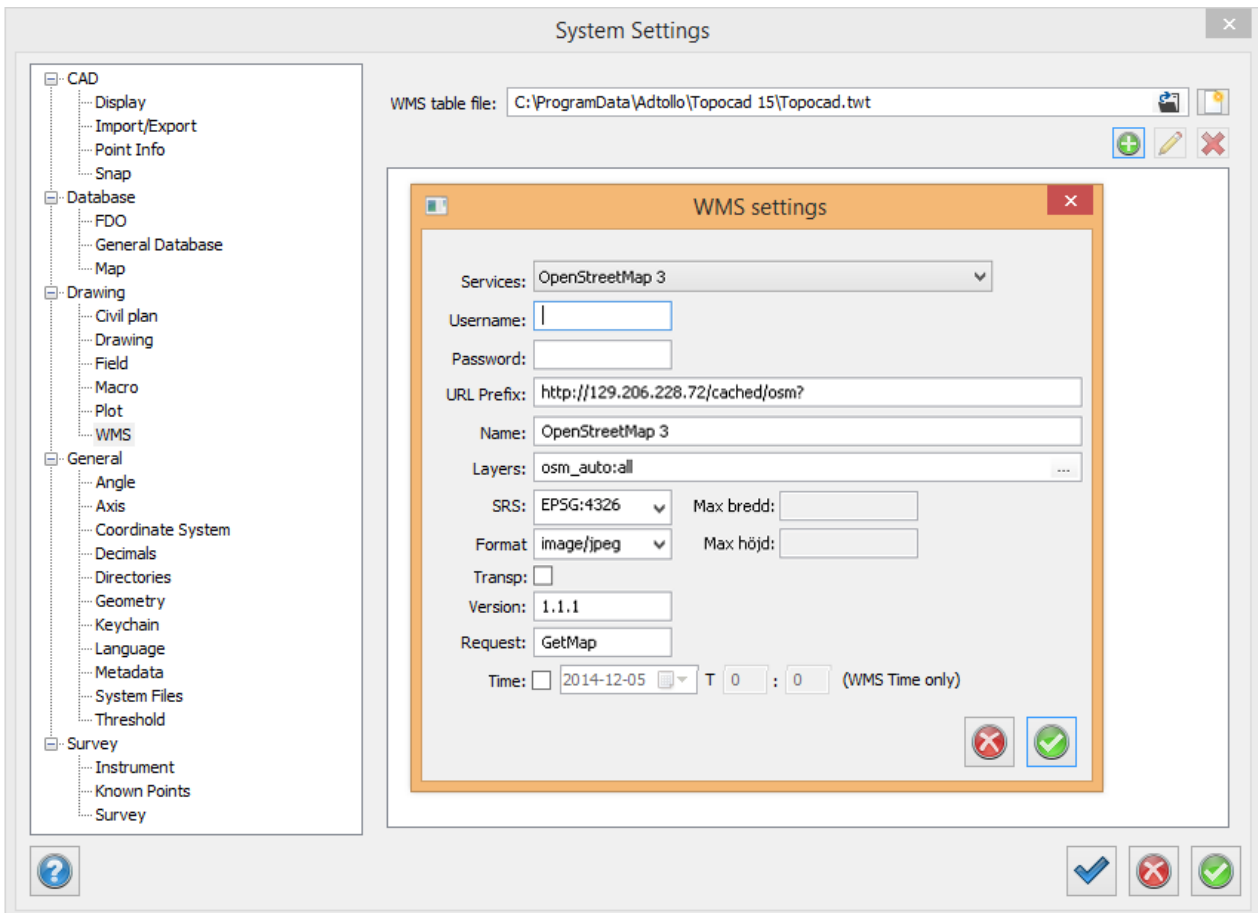 System Settings
CAD
Display
Import/Export
Point Info
Snap
Database
FDO
General Database
Map
Drawing
Civil plan
Drawing
Field
Macro
Plot
WMS
General
Angle
Axis
Coordinate System
Decimals
Directories
Geometry
Keychain
Language
Metadata
System Files
Threshold
Survey
Instrument
Known Points
Survey
WMS table file: C:\ProgramData\Adtollo\Topocad 15\Topocad.twt
WMS settings
Services: OpenStreetMap 3
Username:
Password:
URL Prefix: http://129.206.228.72/cached/osm?
Name: OpenStreetMap 3
Layers: osm_auto:all ...
SRS: EPSG:4326 Max bredd:
Format image/jpeg Max höjd:
Transp:
Version: 1.1.1
Request: GetMap
Time: 2014-12-05 T 0 : 0 (WMS Time only)